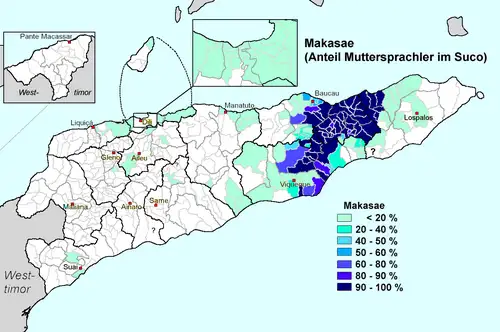 Pante Macassar
West-
timor
Makasae
(Anteil Muttersprachler im Suco)
Baucau
Manatuto
Liquiçá
Dili
Lospalos
Gleno
Aileu
?
Viqueque
Same
Maliana
Ainaro
?
Suai
West-
timor
Makasae
< 20 %
20 - 40 %
40 - 50 %
50 - 60 %
60 - 80 %
80 - 90 %
90 - 100 %